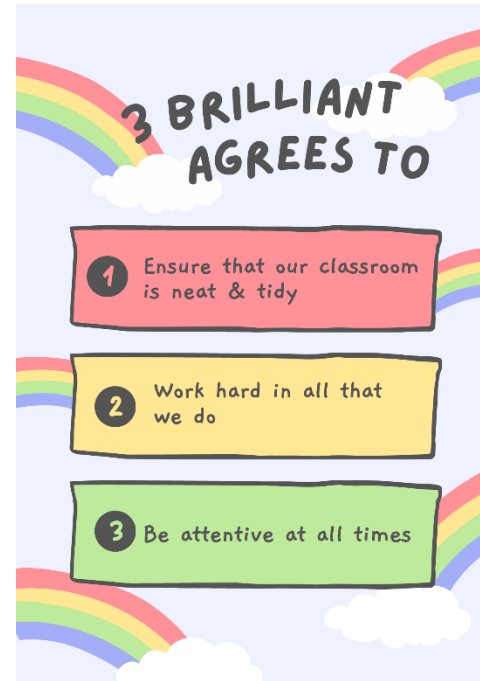 3 BRILLIANT
AGREES TO
1
Ensure that our classroom
is neat & tidy
2
Work hard in all that
we do
3
Be attentive at all times